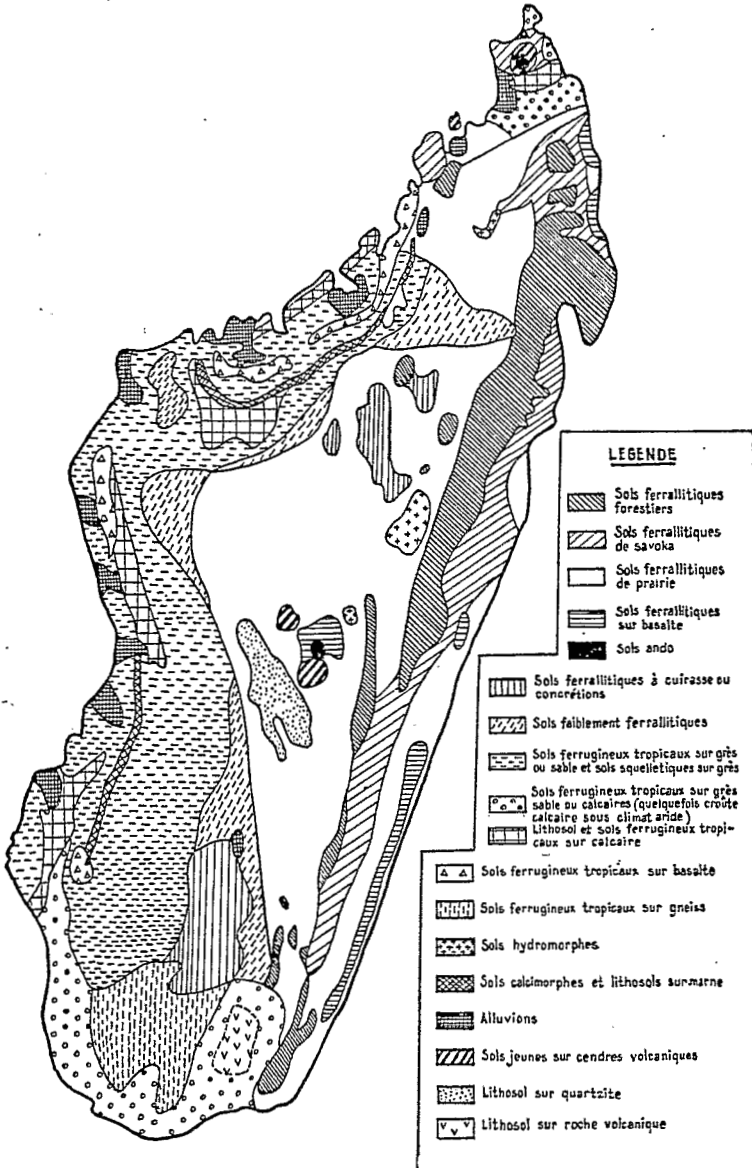 LEGENDE
Sols ferrallitiques
forestiers
Sols ferrallitiques
de savoka
Sols ferrallitiques
de prairie
Sols ferrallitiques
sur basalte
Sols ando
Sols ferrallitiques à cuirasse ou
concrétions
Sols faiblement ferrallitiques
Sols ferrugineux tropicaux sur grès
ou sable et sols squelletiques sur grès
Sols ferrugineux tropicaux sur grès
sable ou calcaires (quelquefois croûte
calcaire sous climat aride)
Lithosol et sols ferrugineux tropi-
caux sur calcaire
Sols ferrugineux tropicaux sur basalte
Sols ferrugineux tropicaux sur gneiss
Sols hydromorphes
Sols calcimorphes et lithosols sur marne
Alluvions
Sols jeunes sur cendres volcaniques
Lithosol sur quartzite
Lithosol sur roche volcanique